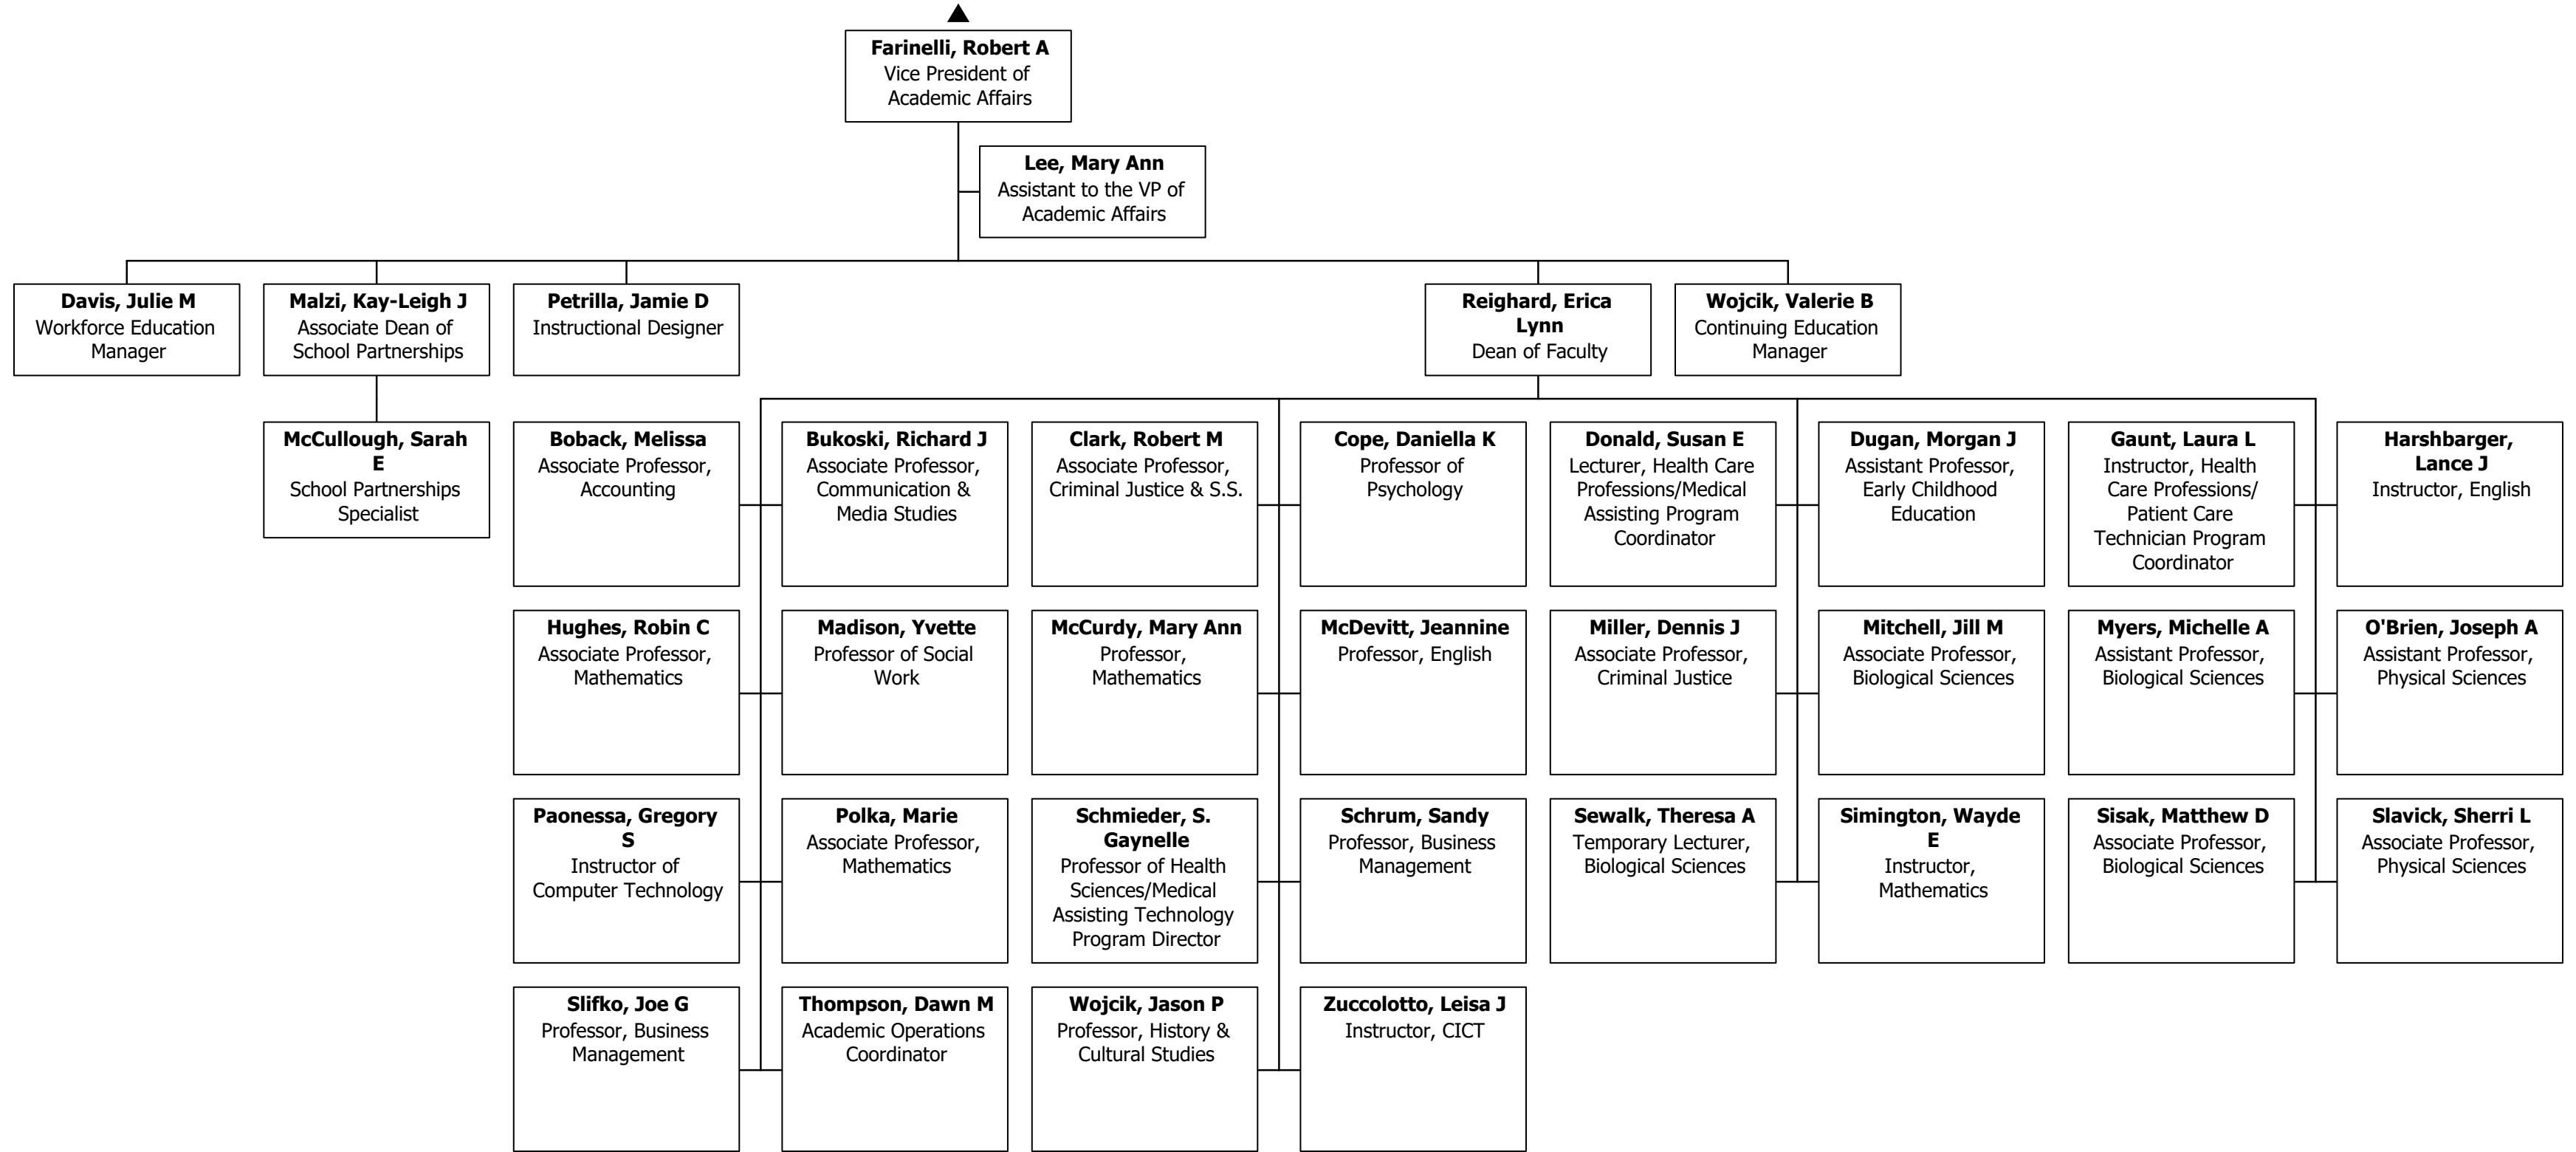 Farinelli, Robert A
Vice President of
Academic Affairs
Lee, Mary Ann
Assistant to the VP of
Academic Affairs
Davis, Julie M
Workforce Education
Manager
Malzi, Kay-Leigh J
Associate Dean of
School Partnerships
Petrilla, Jamie D
Instructional Designer
Reighard, Erica
Lynn
Dean of Faculty
Wojcik, Valerie B
Continuing Education
Manager
McCullough, Sarah
E
School Partnerships
Specialist
Boback, Melissa
Associate Professor,
Accounting
Bukoski, Richard J
Associate Professor,
Communication &
Media Studies
Clark, Robert M
Associate Professor,
Criminal Justice & S.S.
Cope, Daniella K
Professor of
Psychology
Donald, Susan E
Lecturer, Health Care
Professions/Medical
Assisting Program
Coordinator
Dugan, Morgan J
Assistant Professor,
Early Childhood
Education
Gaunt, Laura L
Instructor, Health
Care Professions/
Patient Care
Technician Program
Coordinator
Harshbarger,
Lance J
Instructor, English
Hughes, Robin C
Associate Professor,
Mathematics
Madison, Yvette
Professor of Social
Work
McCurdy, Mary Ann
Professor,
Mathematics
McDevitt, Jeannine
Professor, English
Miller, Dennis J
Associate Professor,
Criminal Justice
Mitchell, Jill M
Associate Professor,
Biological Sciences
Myers, Michelle A
Assistant Professor,
Biological Sciences
O'Brien, Joseph A
Assistant Professor,
Physical Sciences
Paonessa, Gregory
S
Instructor of
Computer Technology
Polka, Marie
Associate Professor,
Mathematics
Schmieder, S.
Gaynelle
Professor of Health
Sciences/Medical
Assisting Technology
Program Director
Schrum, Sandy
Professor, Business
Management
Sewalk, Theresa A
Temporary Lecturer,
Biological Sciences
Simington, Wayde
E
Instructor,
Mathematics
Sisak, Matthew D
Associate Professor,
Biological Sciences
Slavick, Sherri L
Associate Professor,
Physical Sciences
Slifko, Joe G
Professor, Business
Management
Thompson, Dawn M
Academic Operations
Coordinator
Wojcik, Jason P
Professor, History &
Cultural Studies
Zuccolotto, Leisa J
Instructor, CICT